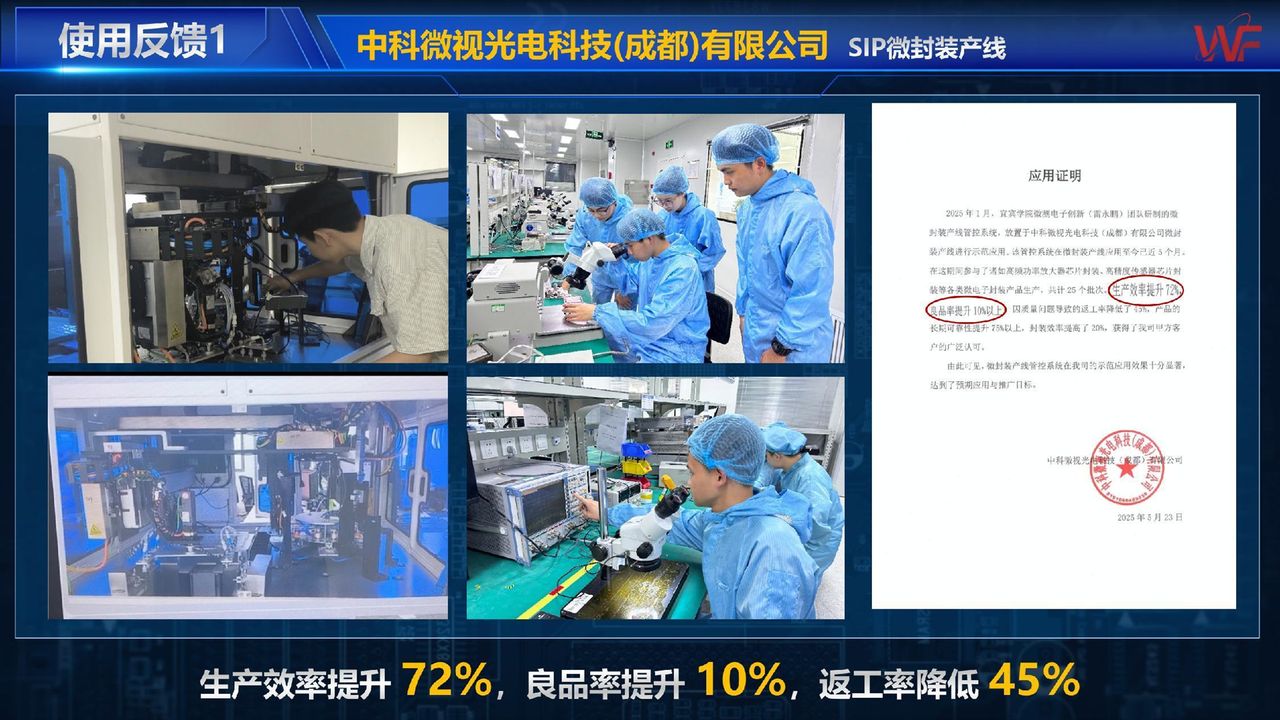 使用反馈1
中科微视光电科技(成都)有限公司 SIP微封装产线
WF
应用证明
2025年1月，宜宾学院微测电子创新（雷永鹏）团队研制的微
封装产线管控系统，放置于中科微视光电科技（成都）有限公司微封
装产线进行示范应用。该管控系统在微封装产线应用至今已近5个月。
在这期间参与了诸如高频功率放大器芯片封装、高精度传感器芯片封
装等各类微电子封装产品生产，共计25个批次，生产效率提升72%
良品率提升10%以上，因质量问题导致的返工率降低了45%，产品的
长期可靠性提升75%以上，封装效率提高了20%，获得了我司甲方客
户的广泛认可。
由此可见，微封装产线管控系统在我司的示范应用效果十分显著，
达到了预期应用与推广目标。
中科微视光电科技（成都）有限公司
2025年5月23日
生产效率提升 72%，良品率提升 10%，返工率降低 45%